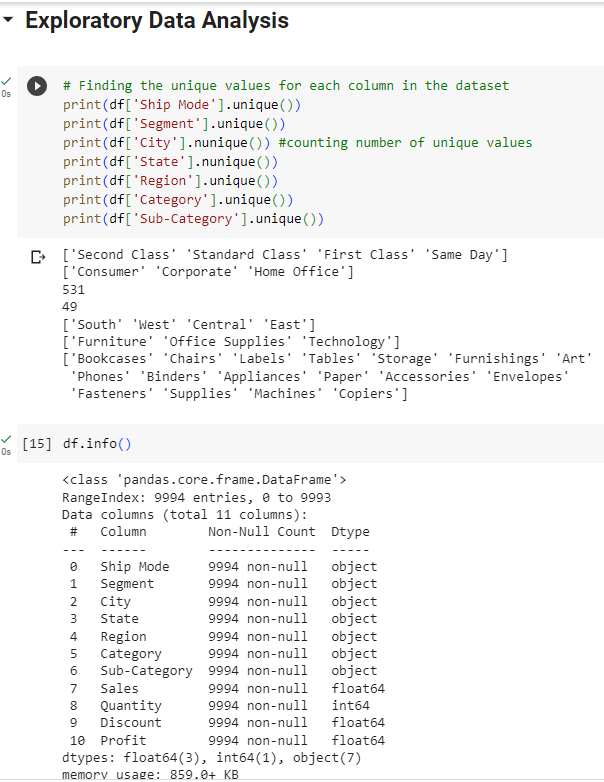 Exploratory Data Analysis
# Finding the unique values for each column in the dataset
0s
print(df['Ship Mode'].unique())
print(df['Segment'].unique())
print(df['City'].nunique()) #counting number of unique values
print(df['State'].nunique())
print(df['Region'].unique())
print(df['Category'].unique())
print(df['Sub-Category'].unique())
['Second Class' 'Standard Class' 'First Class' 'Same Day']
['Consumer' 'Corporate' 'Home Office']
531
49
['South' 'West' 'Central' 'East']
['Furniture' 'Office Supplies' 'Technology']
['Bookcases' 'Chairs' 'Labels' 'Tables' 'Storage' 'Furnishings' 'Art'
 'Phones' 'Binders' 'Appliances' 'Paper' 'Accessories' 'Envelopes'
 'Fasteners' 'Supplies' 'Machines' 'Copiers']
[15] df.info()
0s
<class 'pandas.core.frame.DataFrame'>
RangeIndex: 9994 entries, 0 to 9993
Data columns (total 11 columns):
 #   Column        Non-Null Count  Dtype
---  ------        --------------  -----
 0   Ship Mode     9994 non-null   object
 1   Segment       9994 non-null   object
 2   City          9994 non-null   object
 3   State         9994 non-null   object
 4   Region        9994 non-null   object
 5   Category      9994 non-null   object
 6   Sub-Category  9994 non-null   object
 7   Sales         9994 non-null   float64
 8   Quantity      9994 non-null   int64
 9   Discount      9994 non-null   float64
 10  Profit        9994 non-null   float64
dtypes: float64(3), int64(1), object(7)
memory usage: 859.0+ KB